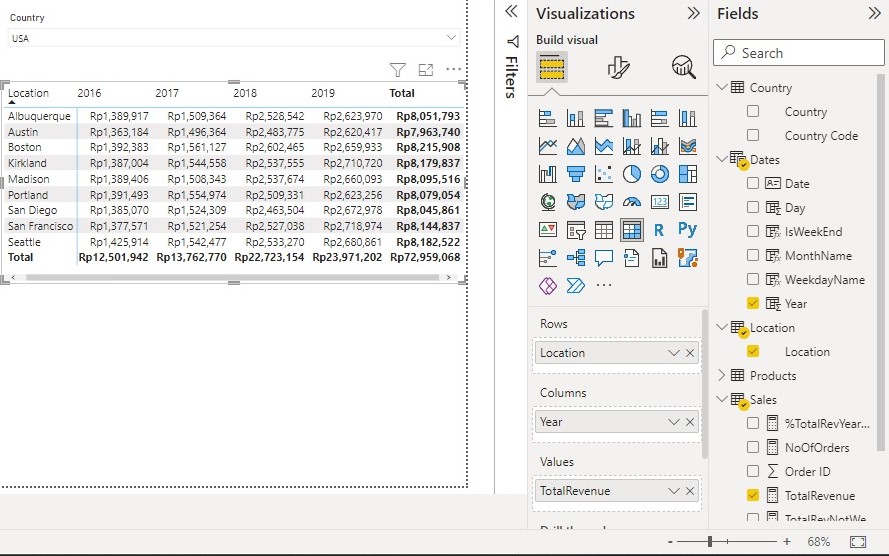 Country
USA
Location 2016 2017 2018 2019 Total
Albuquerque Rp1,389,917 Rp1,509,364 Rp2,528,542 Rp2,623,970 Rp8,051,793
Austin Rp1,363,184 Rp1,496,364 Rp2,483,775 Rp2,620,417 Rp7,963,740
Boston Rp1,392,383 Rp1,561,127 Rp2,602,465 Rp2,659,933 Rp8,215,908
Kirkland Rp1,387,004 Rp1,544,558 Rp2,537,555 Rp2,710,720 Rp8,179,837
Madison Rp1,389,406 Rp1,508,343 Rp2,537,674 Rp2,660,093 Rp8,095,516
Portland Rp1,391,493 Rp1,554,974 Rp2,509,331 Rp2,623,256 Rp8,079,054
San Diego Rp1,385,070 Rp1,524,309 Rp2,463,504 Rp2,672,978 Rp8,045,861
San Francisco Rp1,377,571 Rp1,521,254 Rp2,527,038 Rp2,718,974 Rp8,144,837
Seattle Rp1,425,914 Rp1,542,477 Rp2,533,270 Rp2,680,861 Rp8,182,522
Total Rp12,501,942 Rp13,762,770 Rp22,723,154 Rp23,971,202 Rp72,959,068
Filters
Visualizations
Build visual
123
R Py
Rows
Location
Columns
Year
Values
TotalRevenue
Fields
Search
Country
Country
Country Code
Dates
Date
Day
IsWeekEnd
MonthName
WeekdayName
Year
Location
Location
Products
Sales
%TotalRevYear...
NoOfOrders
Order ID
TotalRevenue
TotalRevNotWe
- + 68%